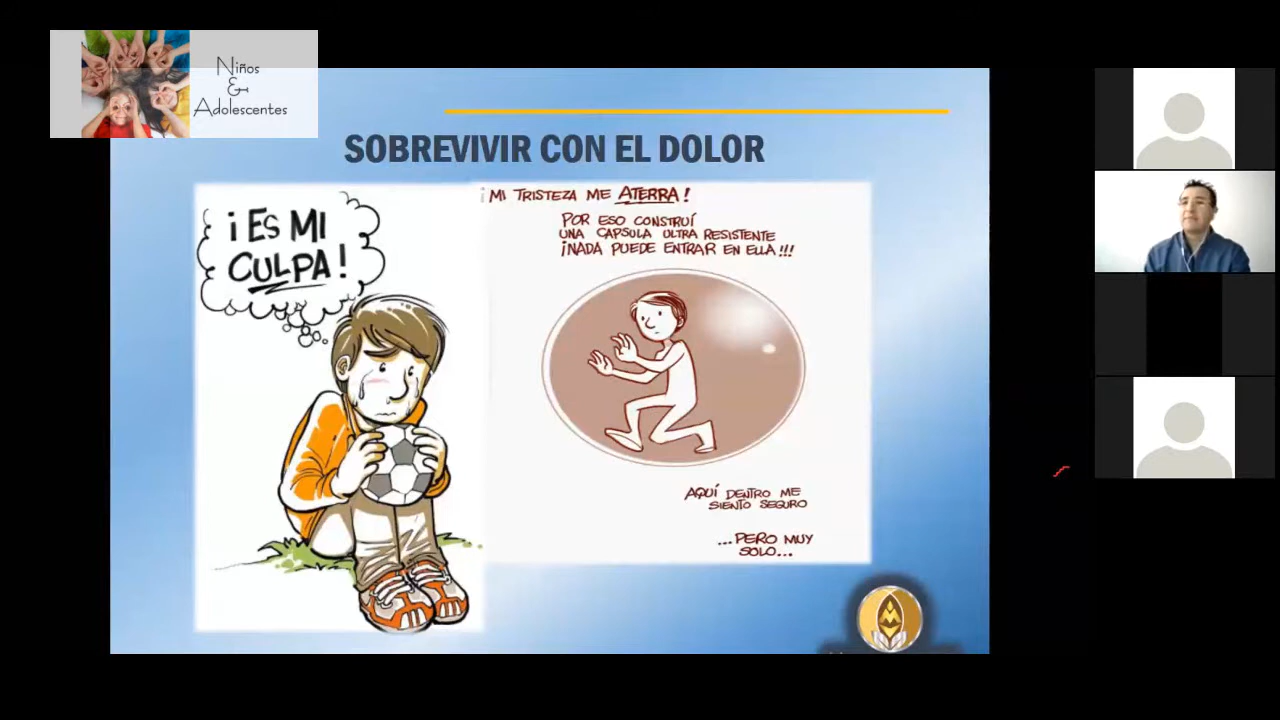 Niños
&
Adolescentes
SOBREVIVIR CON EL DOLOR
¡ES MI
CULPA!
¡MI TRISTEZA ME ATERRA!
POR ESO CONSTRUÍ
UNA CAPSULA ULTRA RESISTENTE
¡NADA PUEDE ENTRAR EN ELLA!!!
AQUÍ DENTRO ME
SIENTO SEGURO
...PERO MUY
SOLO...